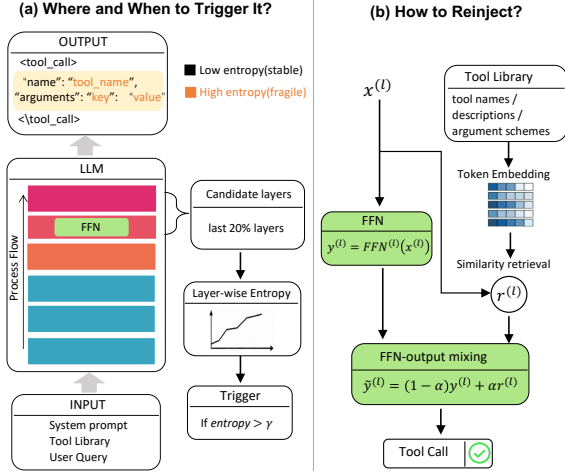 (a) Where and When to Trigger It?
OUTPUT
<tool_call>
"name": "tool_name",
"arguments": "key": "value"
<\tool_call>
Low entropy(stable)
High entropy(fragile)
LLM
FFN
Process Flow
Candidate layers
last 20% layers
Layer-wise Entropy
Trigger
If entropy > γ
INPUT
System prompt
Tool Library
User Query
(b) How to Reinject?
x^{(l)}
Tool Library
tool names /
descriptions /
argument schemes
Token Embedding
FFN
y^{(l)} = FFN^{(l)}(x^{(l)})
Similarity retrieval
r^{(l)}
FFN-output mixing
ỹ^{(l)} = (1 − α)y^{(l)} + αr^{(l)}
Tool Call